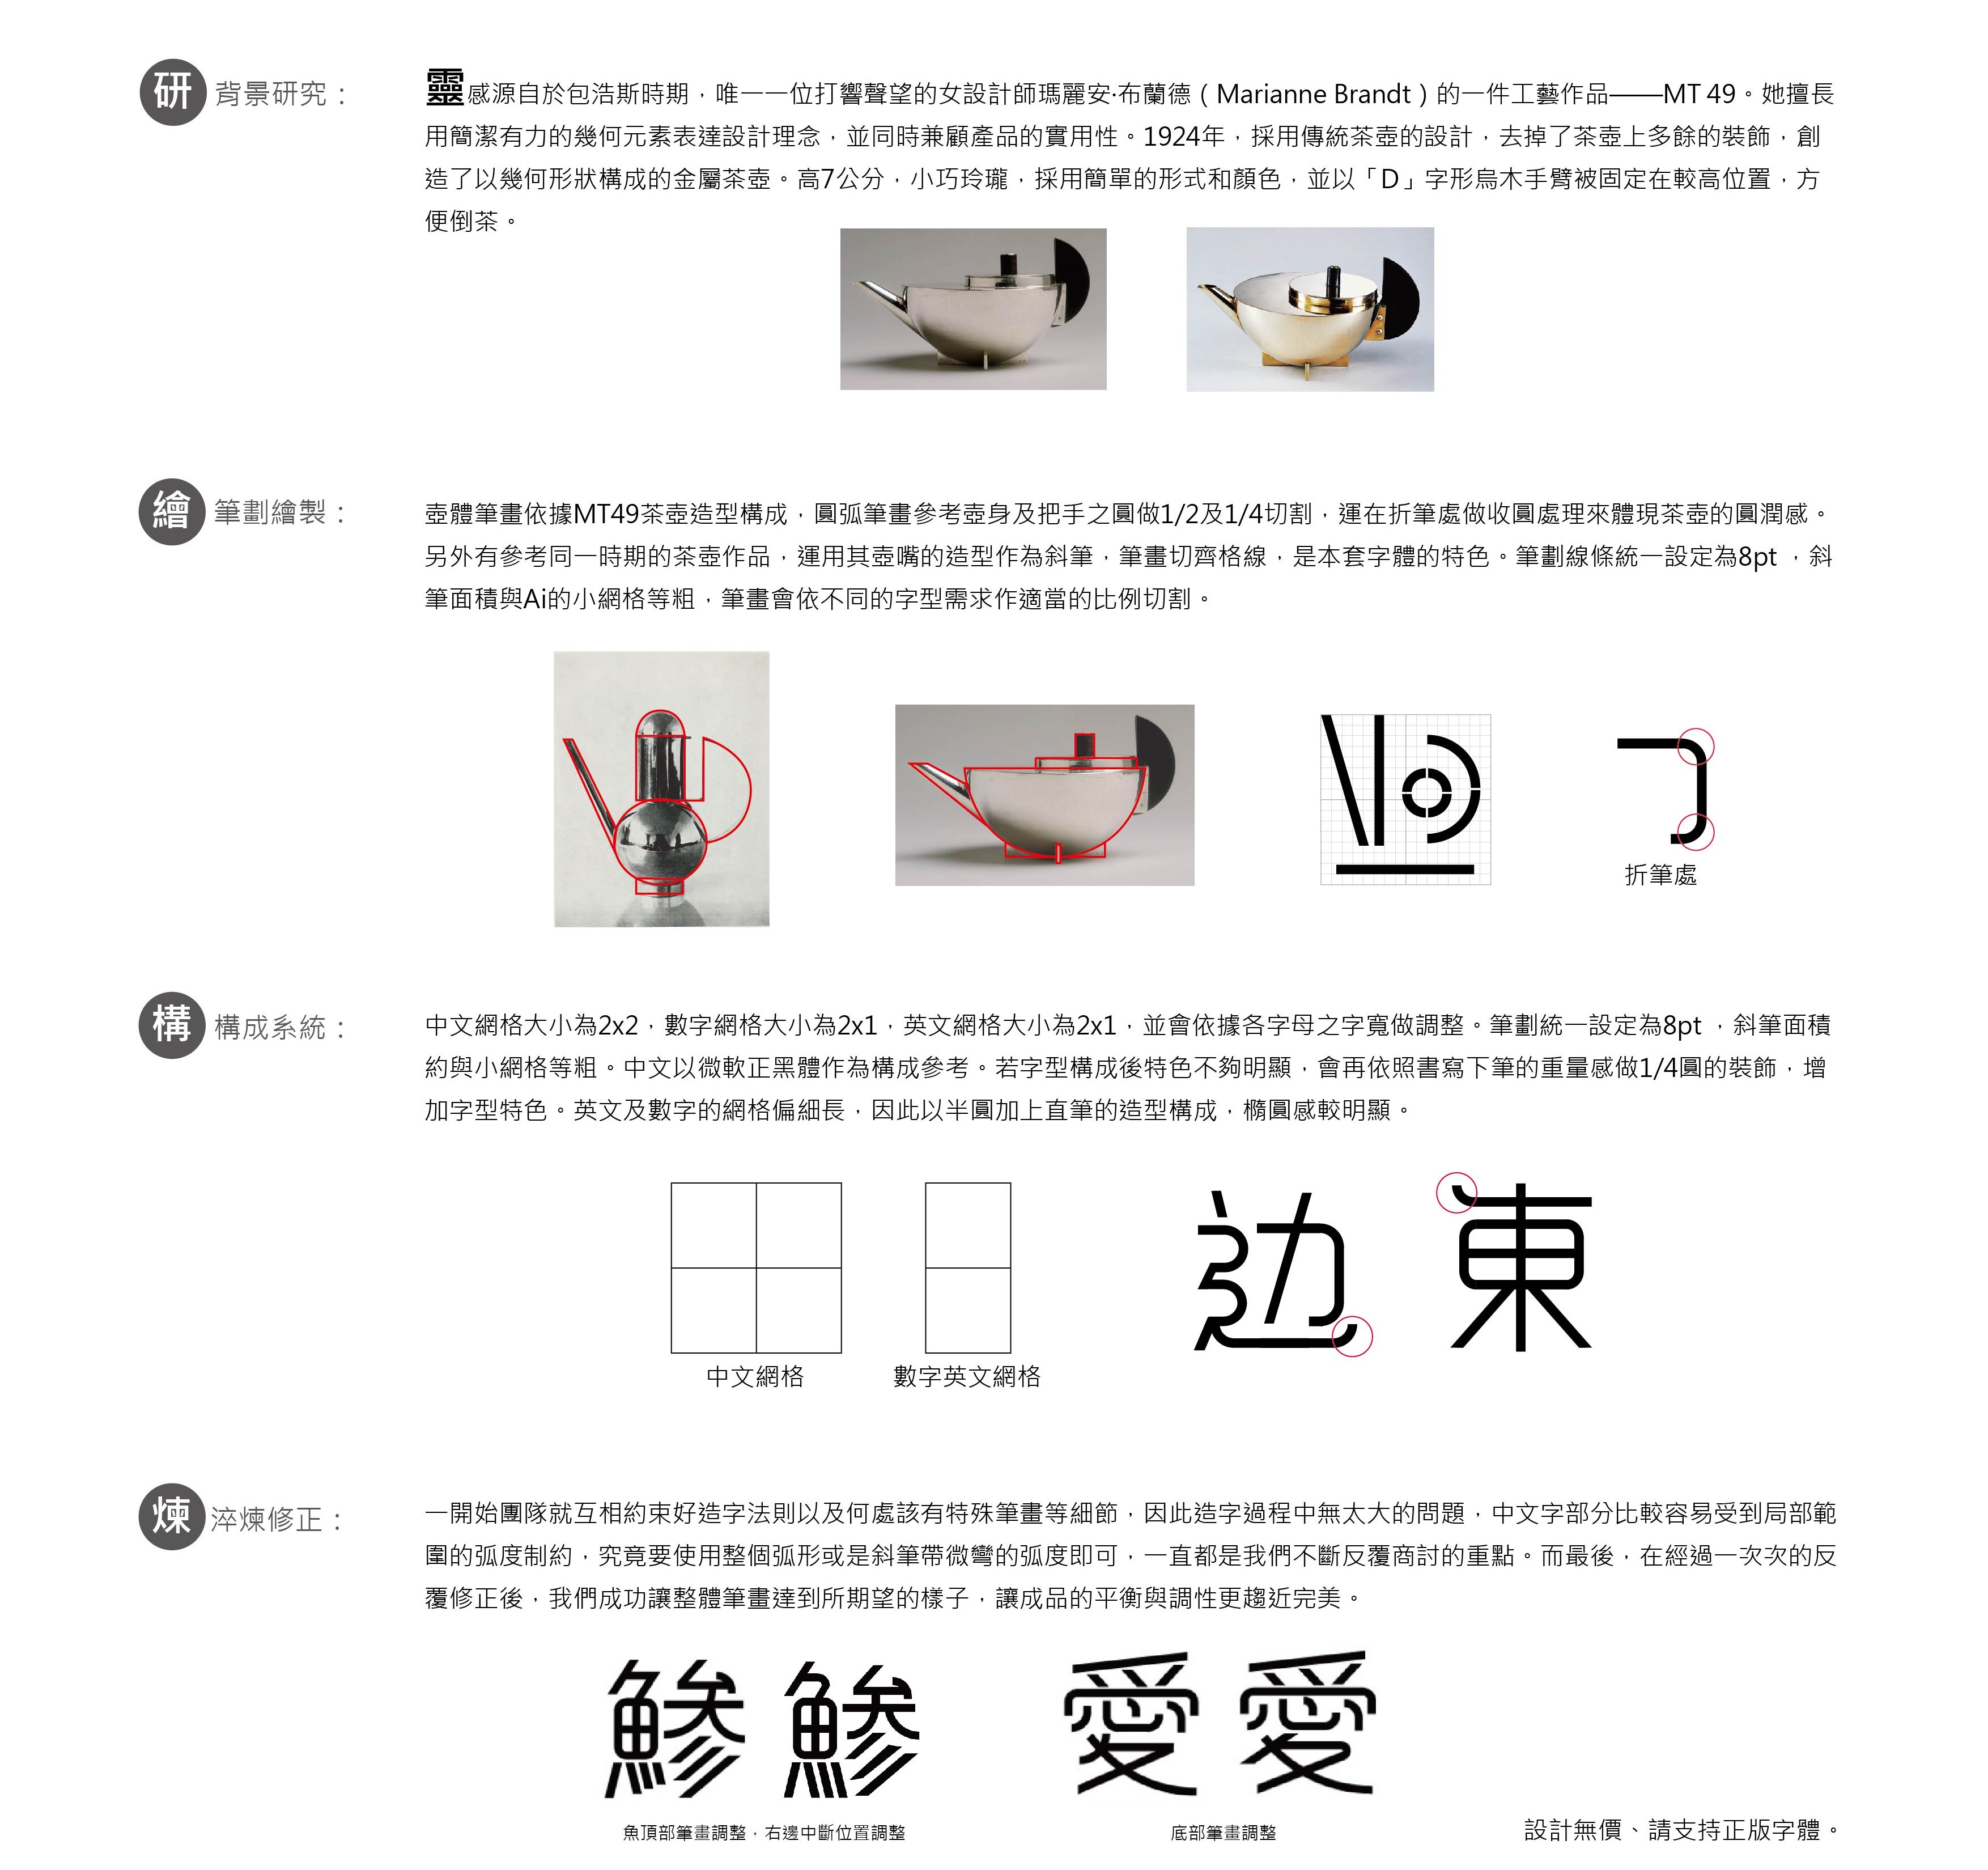 研 背景研究：
靈感源自於包浩斯時期，唯一一位打響聲望的女設計師瑪麗安·布蘭德（Marianne Brandt）的一件工藝作品——MT 49。她擅長
用簡潔有力的幾何元素表達設計理念，並同時兼顧產品的實用性。1924年，採用傳統茶壺的設計，去掉了茶壺上多餘的裝飾，創
造了以幾何形狀構成的金屬茶壺。高7公分，小巧玲瓏，採用簡單的形式和顏色，並以「D」字形烏木手臂被固定在較高位置，方
便倒茶。
繪 筆劃繪製：
壺體筆畫依據MT49茶壺造型構成，圓弧筆畫參考壺身及把手之圓做1/2及1/4切割，運在折筆處做收圓處理來體現茶壺的圓潤感。
另外有參考同一時期的茶壺作品，運用其壺嘴的造型作為斜筆，筆畫切齊格線，是本套字體的特色。筆劃線條統一設定為8pt ，斜
筆面積與Ai的小網格等粗，筆畫會依不同的字型需求作適當的比例切割。
折筆處
構 構成系統：
中文網格大小為2x2，數字網格大小為2x1，英文網格大小為2x1，並會依據各字母之字寬做調整。筆劃統一設定為8pt ，斜筆面積
約與小網格等粗。中文以微軟正黑體作為構成參考。若字型構成後特色不夠明顯，會再依照書寫下筆的重量感做1/4圓的裝飾，增
加字型特色。英文及數字的網格偏細長，因此以半圓加上直筆的造型構成，橢圓感較明顯。
边 東
中文網格 數字英文網格
煉 淬煉修正：
一開始團隊就互相約束好造字法則以及何處該有特殊筆畫等細節，因此造字過程中無太大的問題，中文字部分比較容易受到局部範
圍的弧度制約，究竟要使用整個弧形或是斜筆帶微彎的弧度即可，一直都是我們不斷反覆商討的重點。而最後，在經過一次次的反
覆修正後，我們成功讓整體筆畫達到所期望的樣子，讓成品的平衡與調性更趨近完美。
鯵 鯵 愛 愛
魚頂部筆畫調整，右邊中斷位置調整 底部筆畫調整
設計無價、請支持正版字體。